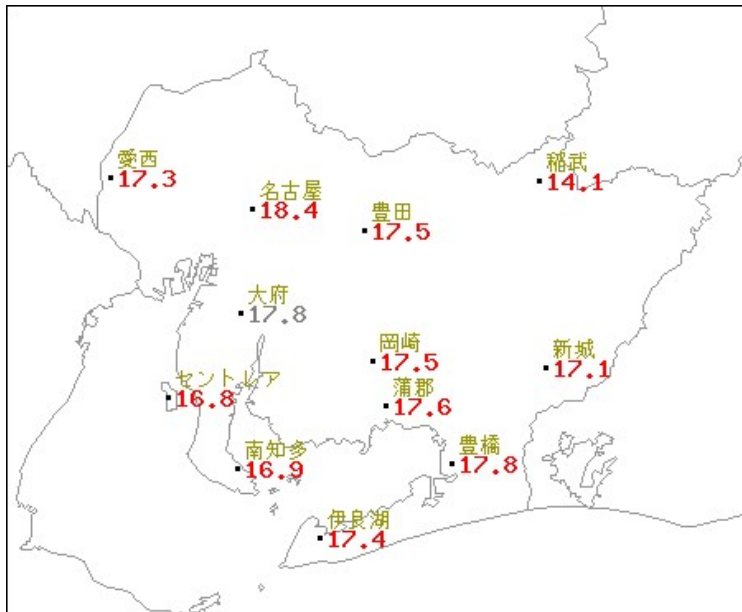 愛西
17.3
稲武
14.1
名古屋
18.4
豊田
17.5
大府
17.8
岡崎
17.5
新城
17.1
セントレア
16.8
蒲郡
17.6
南知多
16.9
豊橋
17.8
伊良湖
17.4